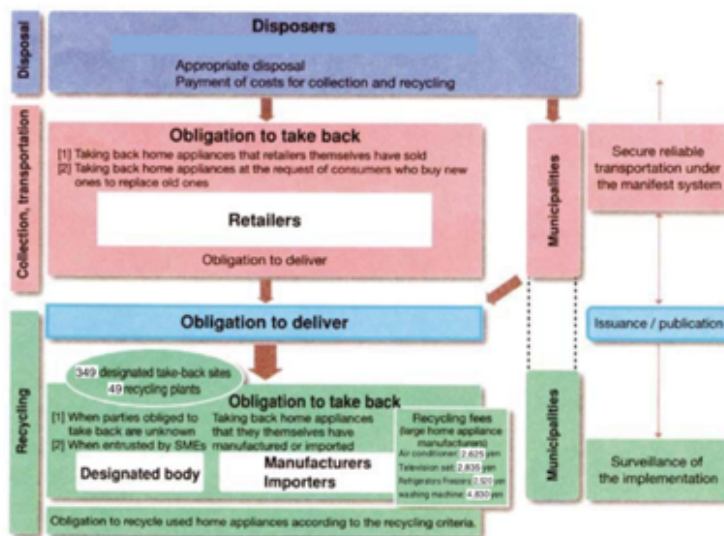 Disposal
Disposers
Appropriate disposal
Payment of costs for collection and recycling
Collection, transportation
Obligation to take back
[1] Taking back home appliances that retailers themselves have sold
[2] Taking back home appliances at the request of consumers who buy new
ones to replace old ones
Retailers
Obligation to deliver
Municipalities
Secure reliable
transportation under
the manifest system
Obligation to deliver
Issuance / publication
Recycling
349 designated take-back sites
49 recycling plants
Obligation to take back
[1] When parties obliged to
take back are unknown
[2] When entrusted by SMEs
Designated body
Taking back home appliances
that they themselves have
manufactured or imported
Manufacturers
Importers
Recycling fees
(large home appliance
manufacturers)
Air conditioner: 2,625 yen
Television set: 2,835 yen
Refrigerators Freezers: 2,520 yen
washing machine: 4,830 yen
Municipalities
Surveillance of
the implementation
Obligation to recycle used home appliances according to the recycling criteria.